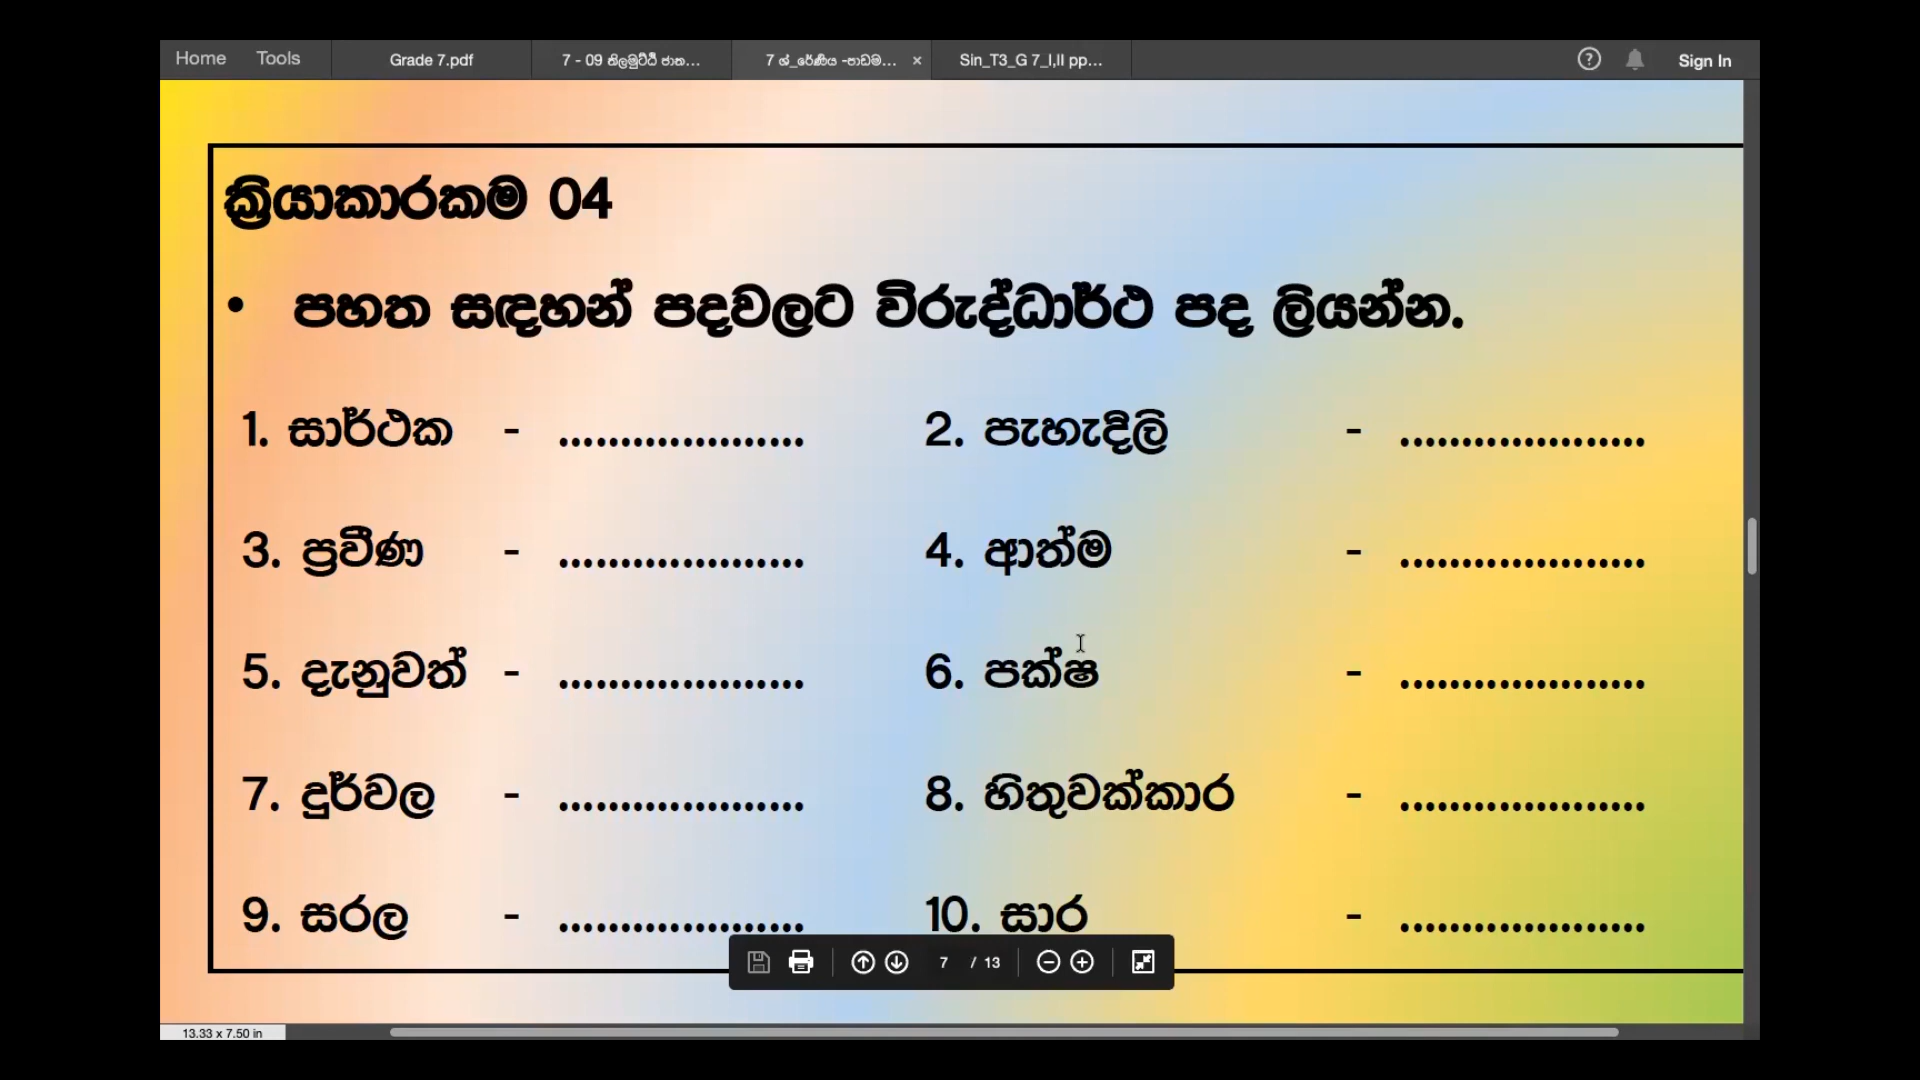 Home Tools Grade 7.pdf 7 - 09 තිලමුට්ඨි ජාත... 7 ශ්_රේණිය -පාඩම... × Sin_T3_G 7_I,II pp... ? Sign In
ක්‍රියාකාරකම 04
• පහත සඳහන් පදවලට විරුද්ධාර්ථ පද ලියන්න.
1. සාර්ථක - .................... 2. පැහැදිලි - ....................
3. ප්‍රවීණ - .................... 4. ආත්ම - ....................
5. දැනුවත් - .................... 6. පක්ෂ - ....................
7. දුර්වල - .................... 8. හිතුවක්කාර - ....................
9. සරල - .................... 10. සාර - ....................
7 / 13
13.33 x 7.50 in